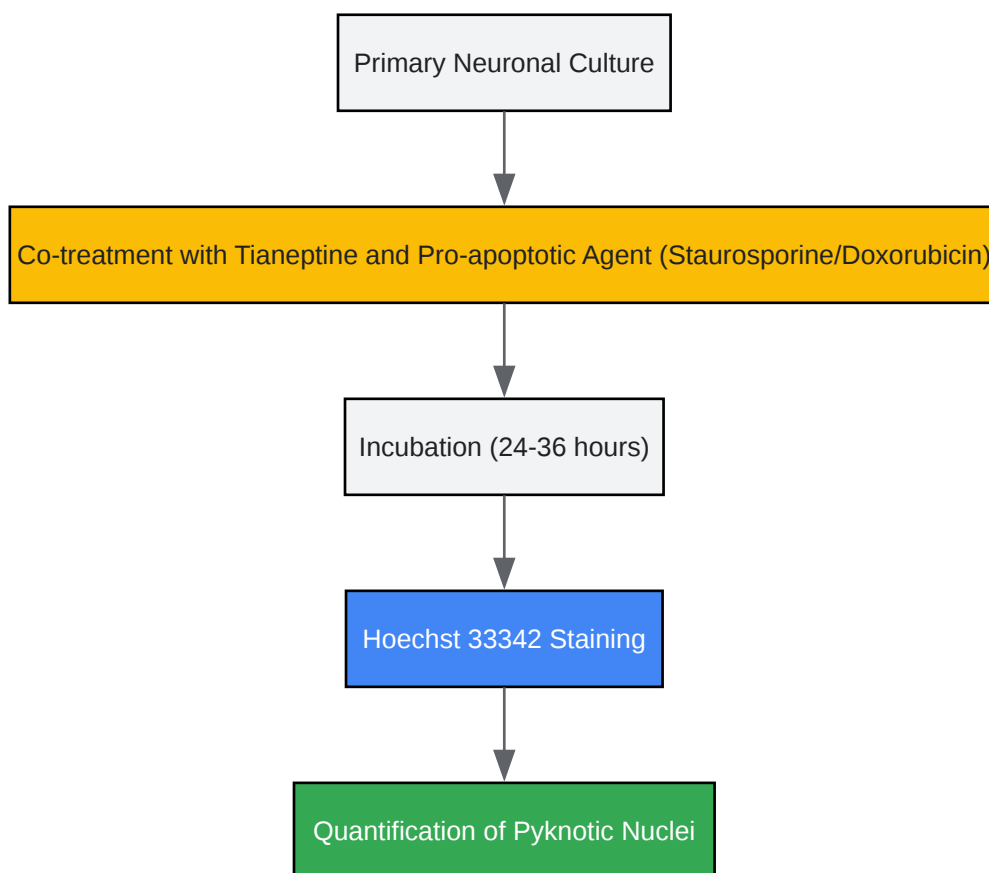 Primary Neuronal Culture
Co-treatment with Tianeptine and Pro-apoptotic Agent (Staurosporine/Doxorubicin)
Incubation (24-36 hours)
Hoechst 33342 Staining
Quantification of Pyknotic Nuclei